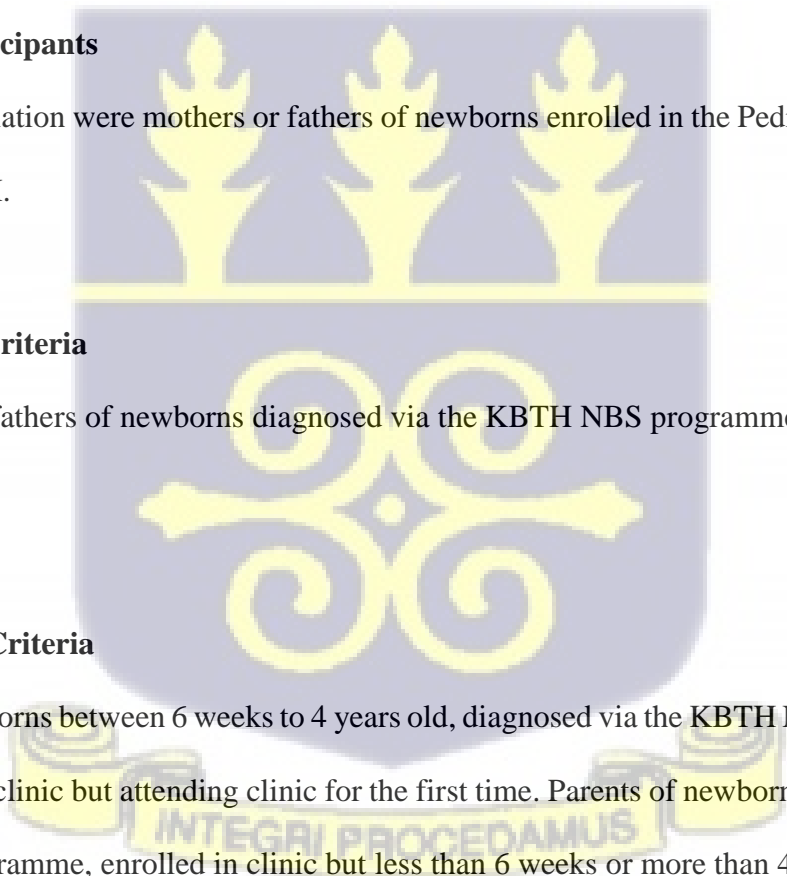 cipants
ation were mothers or fathers of newborns enrolled in the Pedi
riteria
fathers of newborns diagnosed via the KBTH NBS programme
Criteria
orns between 6 weeks to 4 years old, diagnosed via the KBTH
clinic but attending clinic for the first time. Parents of newborn
INTEGRI PROCEDAMUS
ramme, enrolled in clinic but less than 6 weeks or more than 4